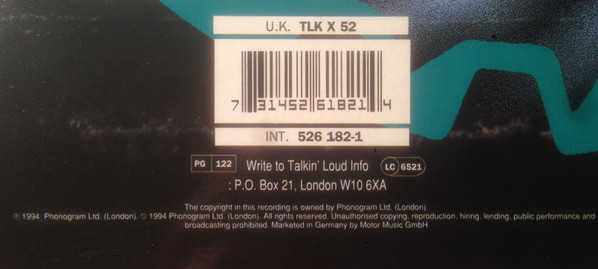 U.K. TLK X 52
7 31452 61821 4
INT. 526 182-1
PG 122 Write to Talkin' Loud Info LC 6521
: P.O. Box 21, London W10 6XA
The copyright in this recording is owned by Phonogram Ltd. (London).
℗ 1994 Phonogram Ltd. (London). © 1994 Phonogram Ltd. (London). All rights reserved. Unauthorised copying, reproduction, hiring, lending, public performance and
broadcasting prohibited. Marketed in Germany by Motor Music GmbH